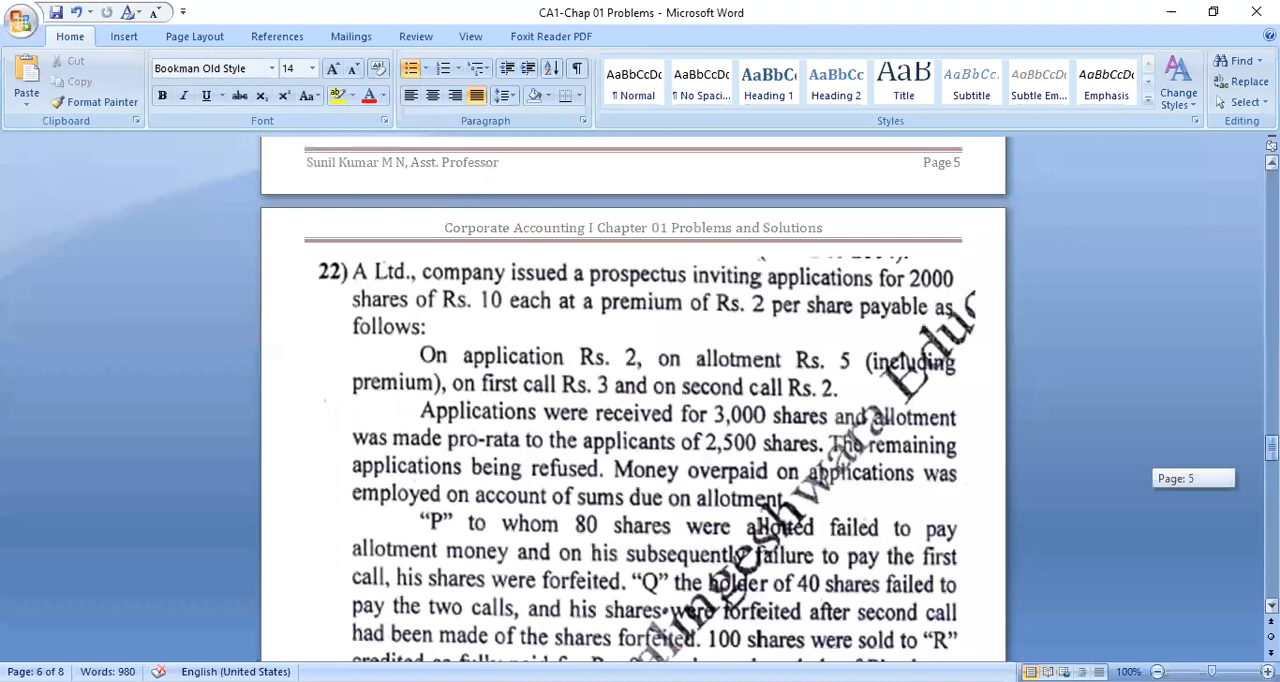 CA1-Chap 01 Problems - Microsoft Word
Home Insert Page Layout References Mailings Review View Foxit Reader PDF
Paste
Cut
Copy
Format Painter
Clipboard
Bookman Old Style 14
B I U abc X₂ X² Aa
Font
Paragraph
AaBbCcDc AaBbCcDc AaBbC AaBbCc AaB AaBbCc. AaBbCcDc AaBbCcDc
¶ Normal ¶ No Spaci... Heading 1 Heading 2 Title Subtitle Subtle Em... Emphasis
Change Styles
Styles
Find
Replace
Select
Editing
Sunil Kumar M N, Asst. Professor Page 5
Corporate Accounting I Chapter 01 Problems and Solutions
22) A Ltd., company issued a prospectus inviting applications for 2000
shares of Rs. 10 each at a premium of Rs. 2 per share payable as
follows:
On application Rs. 2, on allotment Rs. 5 (including
premium), on first call Rs. 3 and on second call Rs. 2.
Applications were received for 3,000 shares and allotment
was made pro-rata to the applicants of 2,500 shares. The remaining
applications being refused. Money overpaid on applications was
employed on account of sums due on allotment.
"P" to whom 80 shares were allotted failed to pay
allotment money and on his subsequently failure to pay the first
call, his shares were forfeited. "Q" the holder of 40 shares failed to
pay the two calls, and his shares were forfeited after second call
had been made of the shares forfeited. 100 shares were sold to "R"
credited as fully paid for
Page: 5
Page: 6 of 8 Words: 980 English (United States) 100%